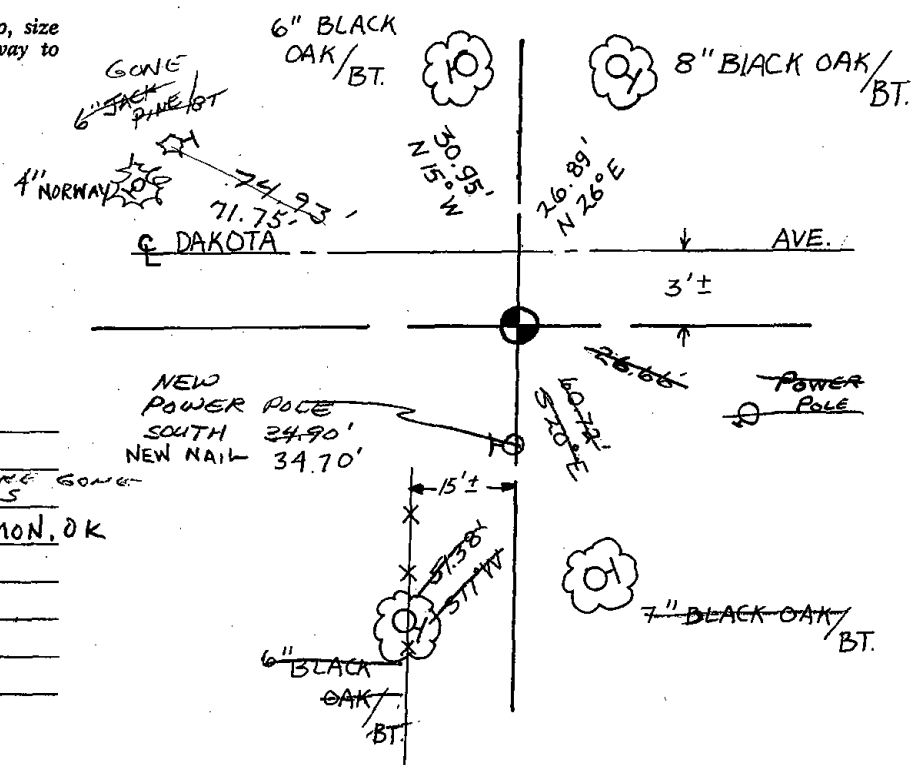 o, size
way to
6" BLACK
OAK/
BT.
8" BLACK OAK/
BT.
GONE
6" JACK
PINE/BT
4" NORWAY
74.93'
71.75'
30.95'
N 15° W
26.89'
N 26° E
℄ DAKOTA AVE.
3'±
26.66'
POWER
POLE
NEW
POWER POLE
SOUTH 34.90'
NEW NAIL 34.70'
60.72'
S 20° E
15'±
GONE
S
MON. OK
51.38'
S 11° W
7" BLACK OAK/
BT.
6" BLACK
OAK/
BT.